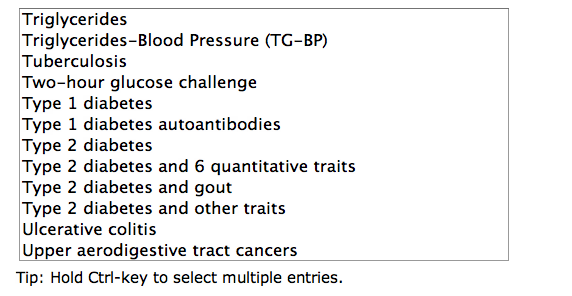 Triglycerides
Triglycerides-Blood Pressure (TG-BP)
Tuberculosis
Two-hour glucose challenge
Type 1 diabetes
Type 1 diabetes autoantibodies
Type 2 diabetes
Type 2 diabetes and 6 quantitative traits
Type 2 diabetes and gout
Type 2 diabetes and other traits
Ulcerative colitis
Upper aerodigestive tract cancers
Tip: Hold Ctrl-key to select multiple entries.